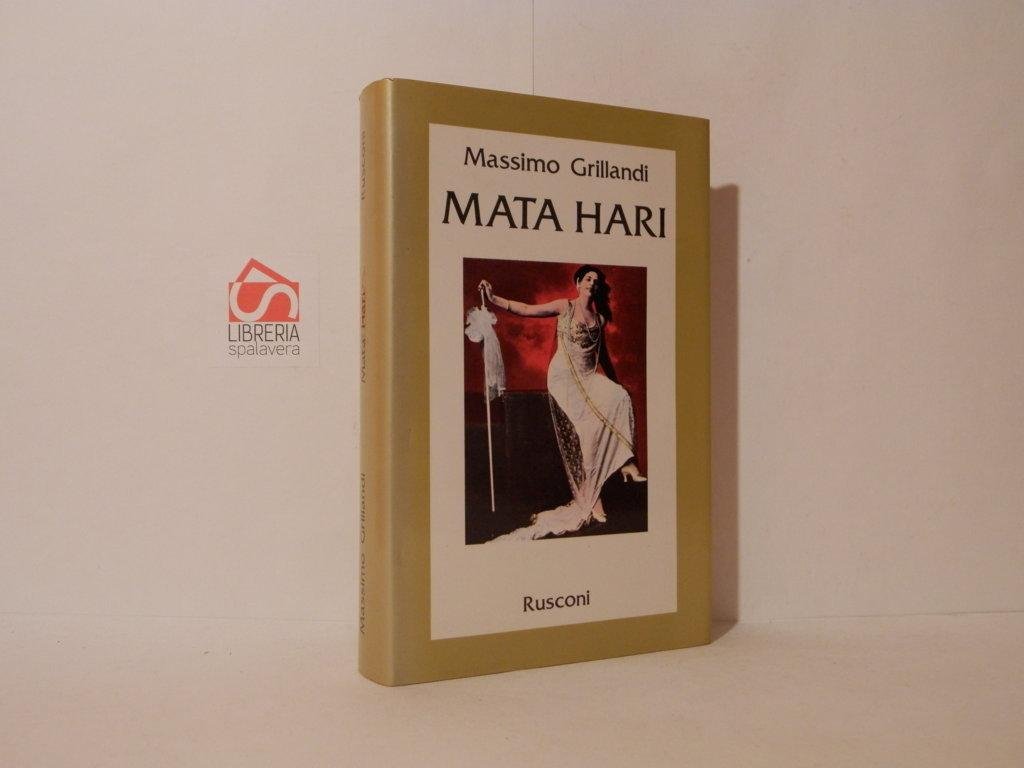 Massimo Grillandi
MATA HARI
Rusconi
Massimo Grillandi Mata Hari Rusconi
LIBRERIA
spalavera